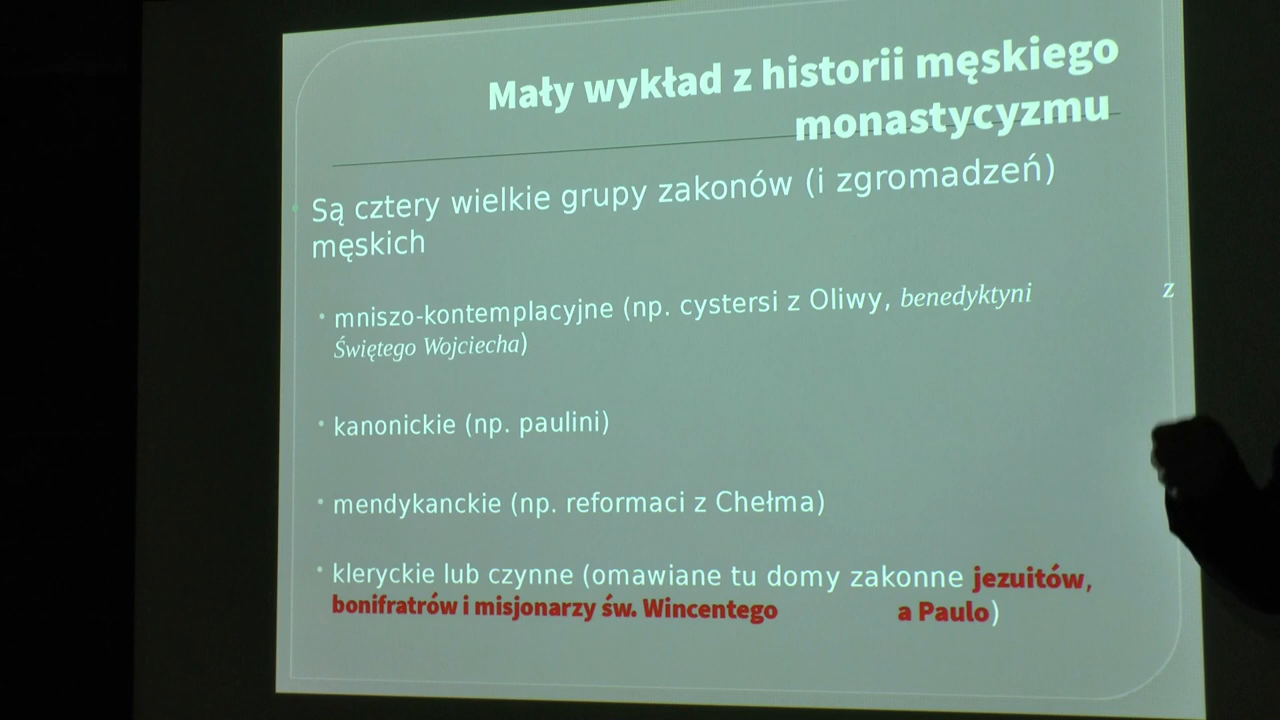 Mały wykład z historii męskiego
monastycyzmu
Są cztery wielkie grupy zakonów (i zgromadzeń)
męskich
mniszo-kontemplacyjne (np. cystersi z Oliwy, benedyktyni z
Świętego Wojciecha)
kanonickie (np. paulini)
mendykanckie (np. reformaci z Chełma)
kleryckie lub czynne (omawiane tu domy zakonne jezuitów,
bonifratrów i misjonarzy św. Wincentego a Paulo)